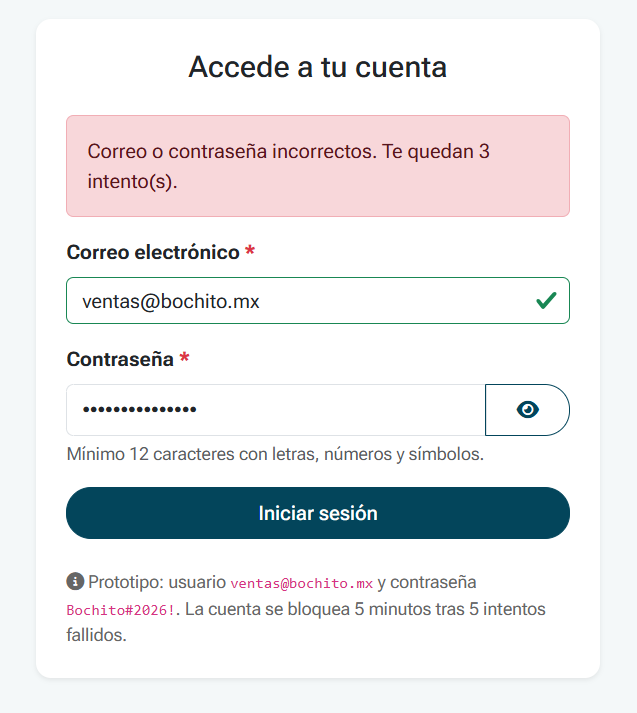 Accede a tu cuenta
Correo o contraseña incorrectos. Te quedan 3
intento(s).
Correo electrónico *
ventas@bochito.mx
Contraseña *
•••••••••••••••
Mínimo 12 caracteres con letras, números y símbolos.
Iniciar sesión
Prototipo: usuario ventas@bochito.mx y contraseña
Bochito#2026!. La cuenta se bloquea 5 minutos tras 5 intentos
fallidos.